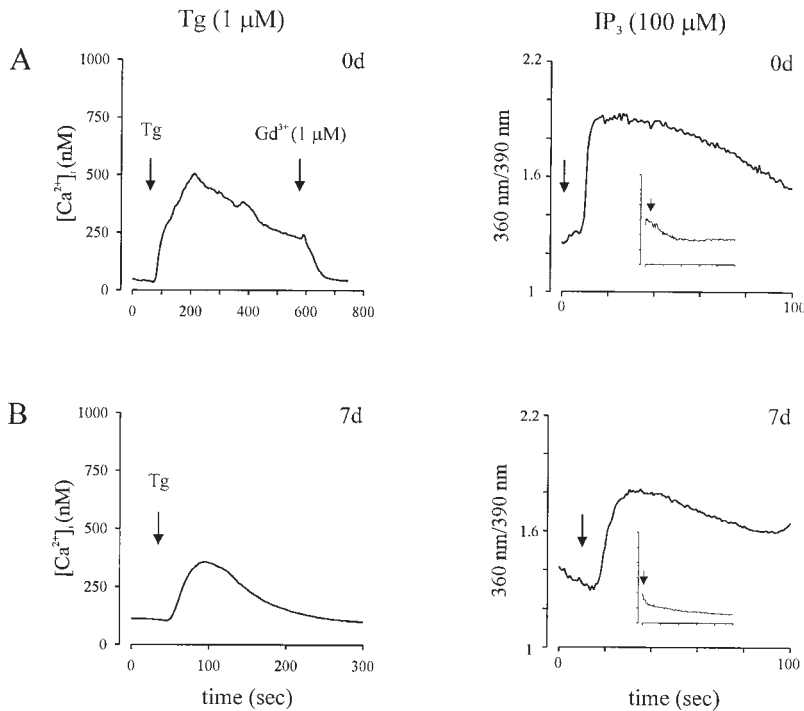 Tg (1 μM)
IP₃ (100 μM)
A
0d
0d
[Ca²⁺]ᵢ (nM)
1000
750
500
250
0
Tg
Gd³⁺ (1 μM)
0 200 400 600 800
360 nm/390 nm
2.2
1.6
1
0 100
B
7d
7d
[Ca²⁺]ᵢ (nM)
1000
750
500
250
0
Tg
0 100 200 300
time (sec)
360 nm/390 nm
2.2
1.6
1
0 100
time (sec)